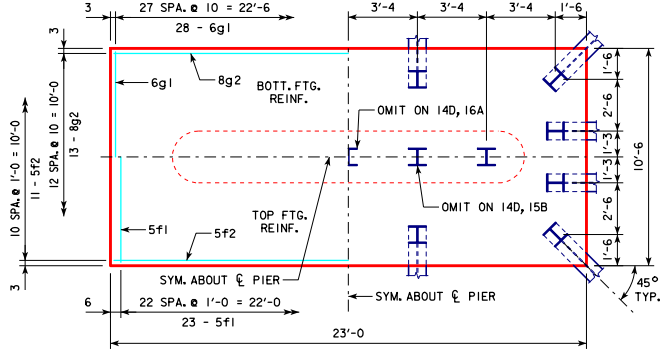 3 27 SPA. @ 10 = 22'-6 3'-4 3'-4 3'-4 1'-6
28 - 6g1
3
6g1
8g2
BOTT. FTG.
REINF.
OMIT ON 14D, 16A
10 SPA. @ 1'-0 = 10'-0
11 - 5f2
12 SPA. @ 10 = 10'-0
13 - 8g2
1'-6
2'-6
1'-3
1'-3
2'-6
1'-6
10'-6
TOP FTG.
REINF.
OMIT ON 14D, 15B
5f1
5f2
3
SYM. ABOUT ℄ PIER
SYM. ABOUT ℄ PIER
45°
TYP.
6 22 SPA. @ 1'-0 = 22'-0
23 - 5f1
23'-0